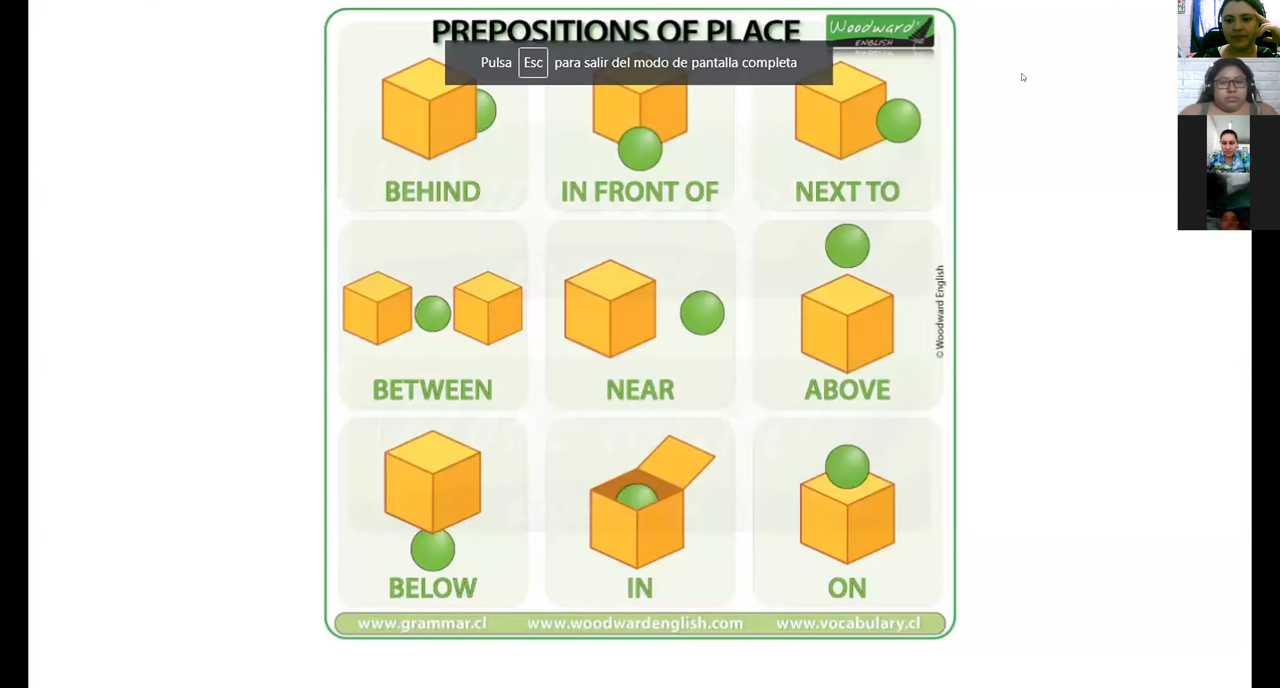 PREPOSITIONS OF PLACE
Woodward
ENGLISH
Pulsa Esc para salir del modo de pantalla completa
BEHIND
IN FRONT OF
NEXT TO
BETWEEN
NEAR
ABOVE
© Woodward English
BELOW
IN
ON
www.grammar.cl
www.woodwardenglish.com
www.vocabulary.cl